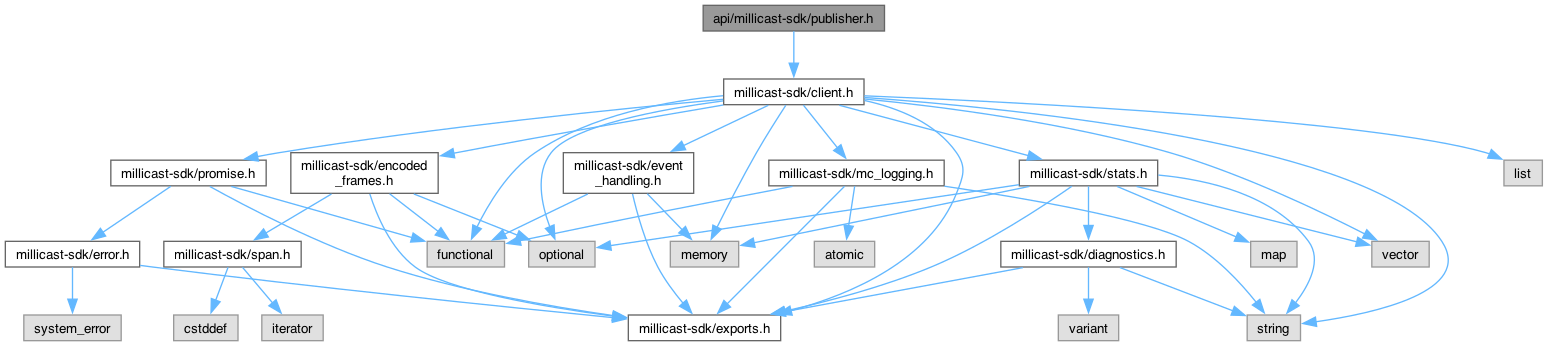 api/millicast-sdk/publisher.h
millicast-sdk/client.h
millicast-sdk/promise.h
millicast-sdk/encoded
_frames.h
millicast-sdk/event
_handling.h
millicast-sdk/mc_logging.h
millicast-sdk/stats.h
list
millicast-sdk/error.h
millicast-sdk/span.h
functional
optional
memory
atomic
millicast-sdk/diagnostics.h
map
vector
system_error
cstddef
iterator
millicast-sdk/exports.h
variant
string